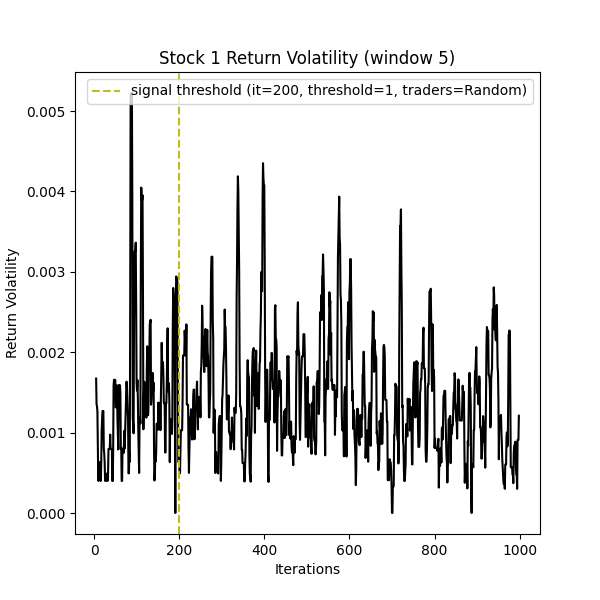 Stock 1 Return Volatility (window 5)
signal threshold (it=200, threshold=1, traders=Random)
Return Volatility
0.005
0.004
0.003
0.002
0.001
0.000
0 200 400 600 800 1000
Iterations